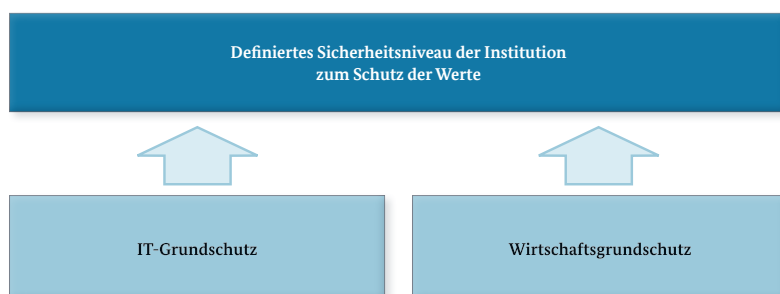 Definiertes Sicherheitsniveau der Institution
zum Schutz der Werte
IT-Grundschutz
Wirtschaftsgrundschutz